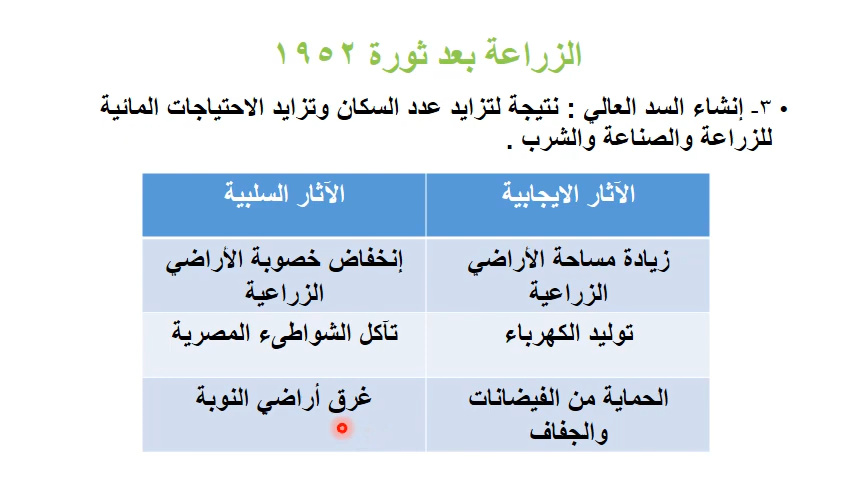 الزراعة بعد ثورة ١٩٥٢
• ٣- إنشاء السد العالي : نتيجة لتزايد عدد السكان وتزايد الاحتياجات المائية
للزراعة والصناعة والشرب .
الآثار الايجابية
الآثار السلبية
زيادة مساحة الأراضي
الزراعية
إنخفاض خصوبة الأراضي
الزراعية
توليد الكهرباء
تآكل الشواطىء المصرية
الحماية من الفيضانات
والجفاف
غرق أراضي النوبة